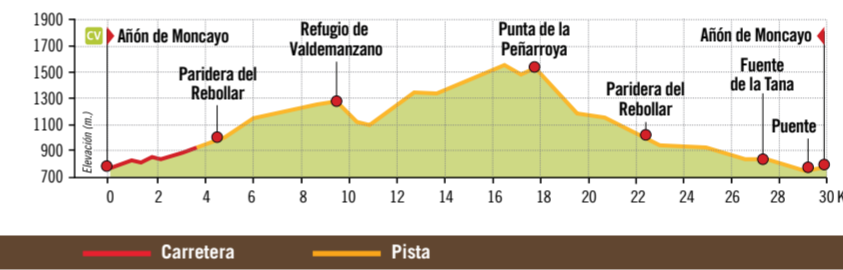 1900
1700
1500
1300
1100
900
700
Elevación (m.)
CV
Añón de Moncayo
Paridera del
Rebollar
Refugio de
Valdemanzano
Punta de la
Peñarroya
Paridera del
Rebollar
Añón de Moncayo
Fuente
de la Tana
Puente
0 2 4 6 8 10 12 14 16 18 20 22 24 26 28 30 K
Carretera
Pista